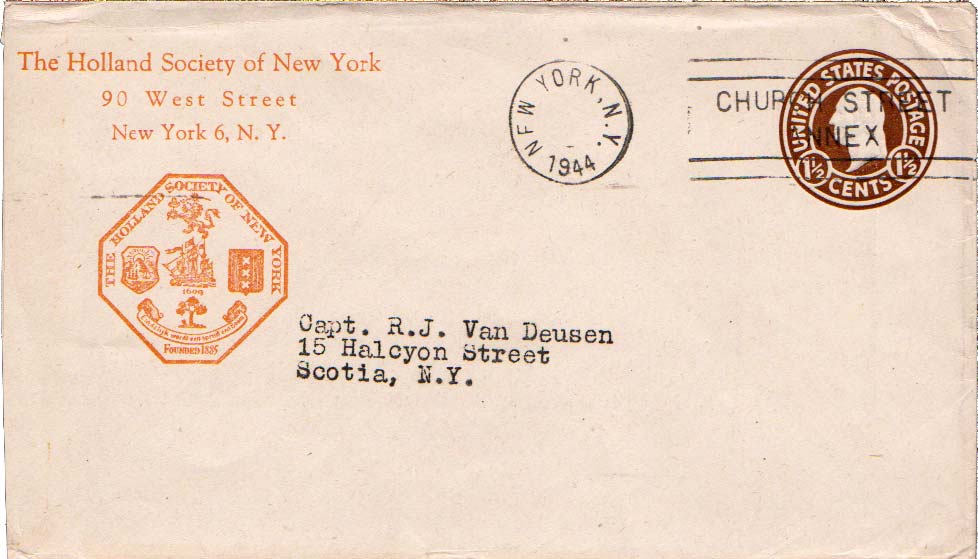 The Holland Society of New York
90 West Street
New York 6, N. Y.
THE HOLLAND SOCIETY OF NEW YORK
1609
FOUNDED 1885
NEW YORK, N.Y.
1944
CHURCH STREET
ANNEX
UNITED STATES POSTAGE
1½ 1½
CENTS
Capt. R.J. Van Deusen
15 Halcyon Street
Scotia, N.Y.